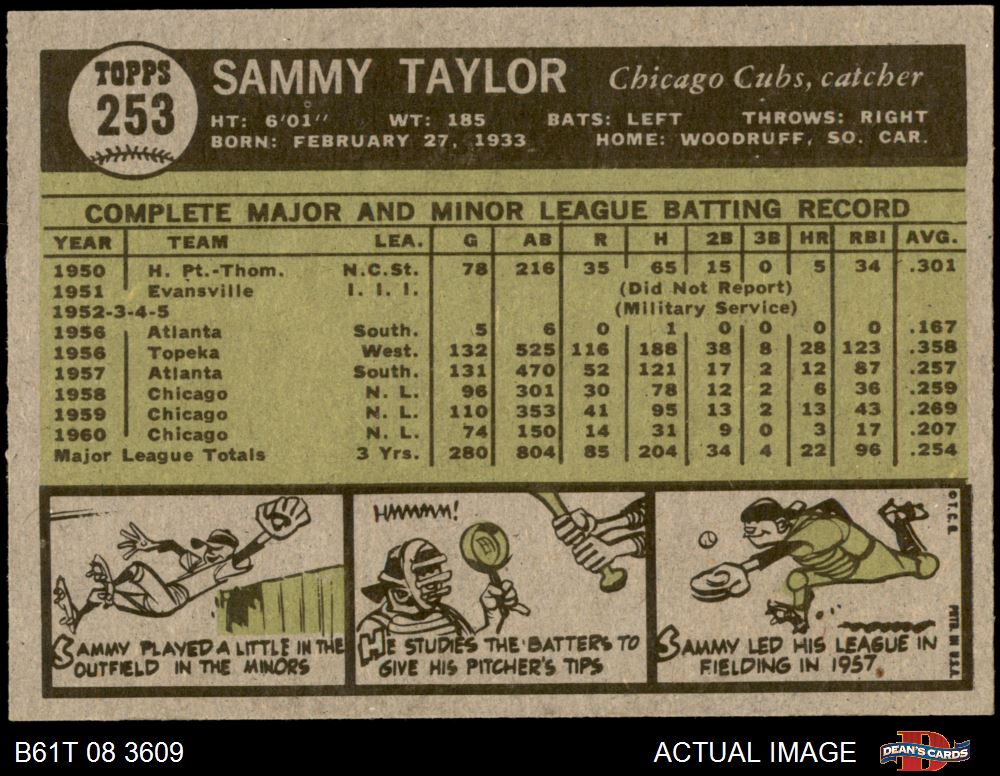 TOPPS
253
SAMMY TAYLOR Chicago Cubs, catcher
HT: 6'01" WT: 185 BATS: LEFT THROWS: RIGHT
BORN: FEBRUARY 27, 1933 HOME: WOODRUFF, SO. CAR.
COMPLETE MAJOR AND MINOR LEAGUE BATTING RECORD
YEAR TEAM LEA. G AB R H 2B 3B HR RBI AVG.
1950 H. Pt.-Thom. N.C.St. 78 216 35 65 15 0 5 34 .301
1951 Evansville I. I. I. (Did Not Report)
1952-3-4-5 (Military Service)
1956 Atlanta South. 5 6 0 1 0 0 0 0 .167
1956 Topeka West. 132 525 116 188 38 8 28 123 .358
1957 Atlanta South. 131 470 52 121 17 2 12 87 .257
1958 Chicago N. L. 96 301 30 78 12 2 6 36 .259
1959 Chicago N. L. 110 353 41 95 13 2 13 43 .269
1960 Chicago N. L. 74 150 14 31 9 0 3 17 .207
Major League Totals 3 Yrs. 280 804 85 204 34 4 22 96 .254
SAMMY PLAYED A LITTLE IN THE
OUTFIELD IN THE MINORS
HMMMM!
HE STUDIES THE BATTERS TO
GIVE HIS PITCHER'S TIPS
SAMMY LED HIS LEAGUE IN
FIELDING IN 1957.
© T.C.G. PRTD. IN U.S.A.
B61T 08 3609 ACTUAL IMAGE DEAN'S CARDS